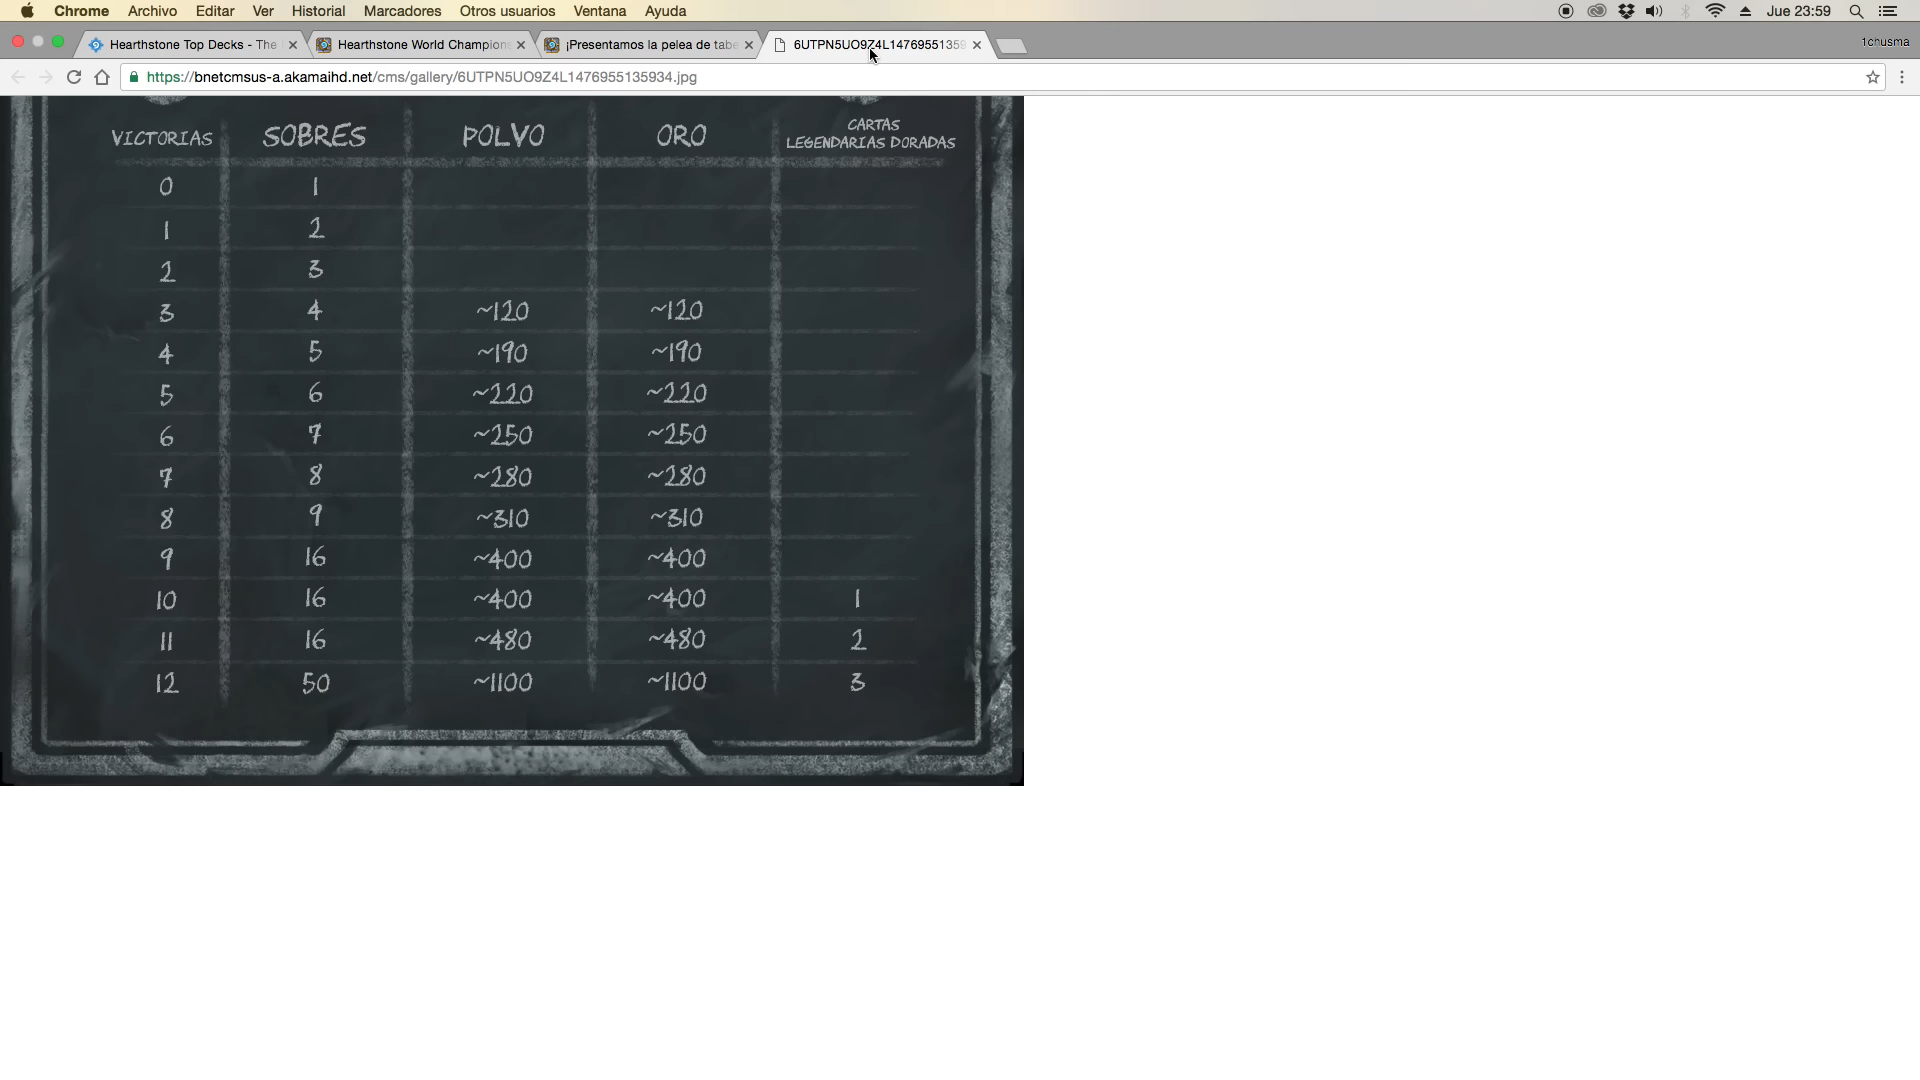 Chrome Archivo Editar Ver Historial Marcadores Otros usuarios Ventana Ayuda Jue 23:59
Hearthstone Top Decks - The Hearthstone World Champions ¡Presentamos la pelea de tabe 6UTPN5UO9Z4L14769551359 1chusma
https://bnetcmsus-a.akamaihd.net/cms/gallery/6UTPN5UO9Z4L1476955135934.jpg
VICTORIAS SOBRES POLVO ORO CARTAS
LEGENDARIAS DORADAS
0 1
1 2
2 3
3 4 ~120 ~120
4 5 ~190 ~190
5 6 ~220 ~220
6 7 ~250 ~250
7 8 ~280 ~280
8 9 ~310 ~310
9 16 ~400 ~400
10 16 ~400 ~400 1
11 16 ~480 ~480 2
12 50 ~1100 ~1100 3